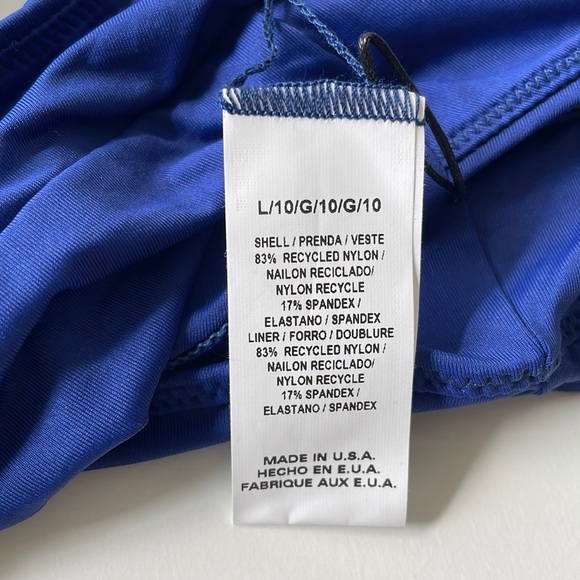 L/10/G/10/G/10
SHELL / PRENDA / VESTE
83% RECYCLED NYLON /
NAILON RECICLADO/
NYLON RECYCLE
17% SPANDEX /
ELASTANO / SPANDEX
LINER / FORRO / DOUBLURE
83% RECYCLED NYLON /
NAILON RECICLADO/
NYLON RECYCLE
17% SPANDEX /
ELASTANO / SPANDEX
MADE IN U.S.A.
HECHO EN E.U.A.
FABRIQUE AUX E.U.A.